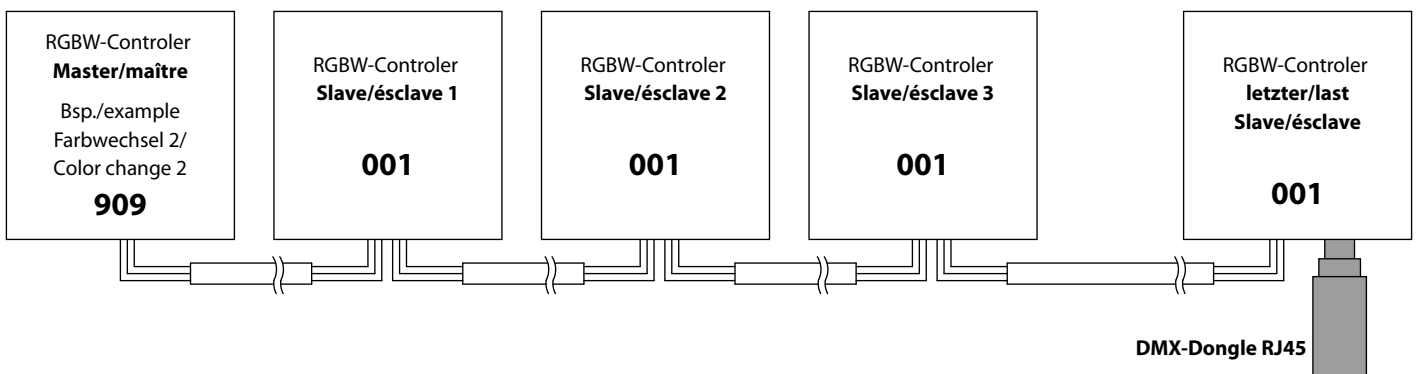 RGBW-Controler
Master/maître
Bsp./example
Farbwechsel 2/
Color change 2
909
RGBW-Controler
Slave/ésclave 1
001
RGBW-Controler
Slave/ésclave 2
001
RGBW-Controler
Slave/ésclave 3
001
RGBW-Controler
letzter/last
Slave/ésclave
001
DMX-Dongle RJ45